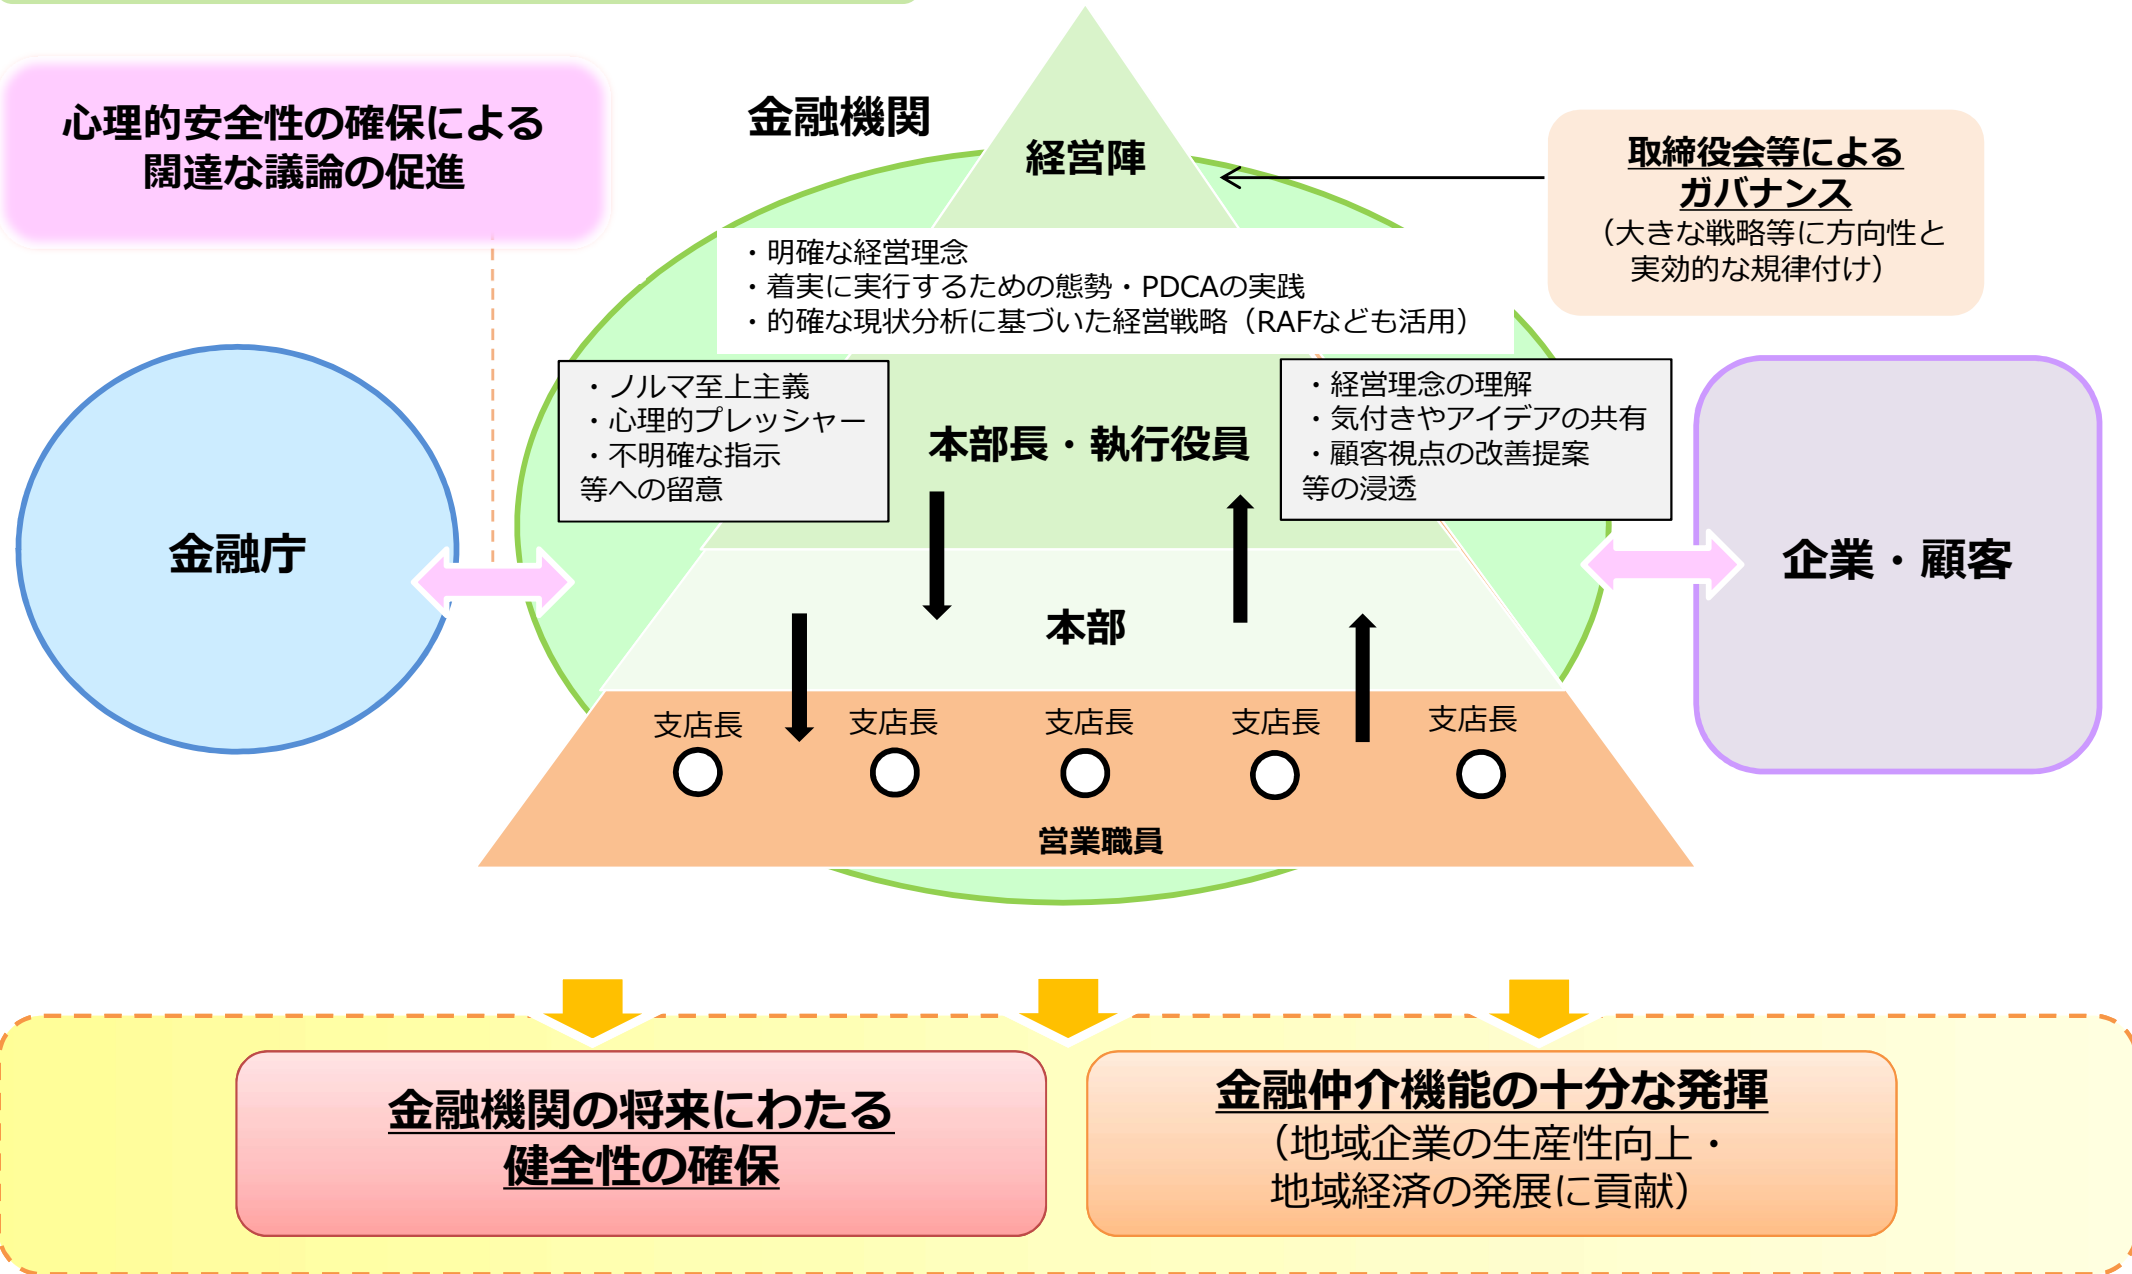 心理的安全性の確保による
闊達な議論の促進
金融機関
経営陣
取締役会等による
ガバナンス
（大きな戦略等に方向性と
実効的な規律付け）
・明確な経営理念
・着実に実行するための態勢・PDCAの実践
・的確な現状分析に基づいた経営戦略（RAFなども活用）
・ノルマ至上主義
・心理的プレッシャー
・不明確な指示
等への留意
本部長・執行役員
・経営理念の理解
・気付きやアイデアの共有
・顧客視点の改善提案
等の浸透
金融庁
企業・顧客
本部
支店長
支店長
支店長
支店長
支店長
営業職員
金融機関の将来にわたる
健全性の確保
金融仲介機能の十分な発揮
（地域企業の生産性向上・
地域経済の発展に貢献）